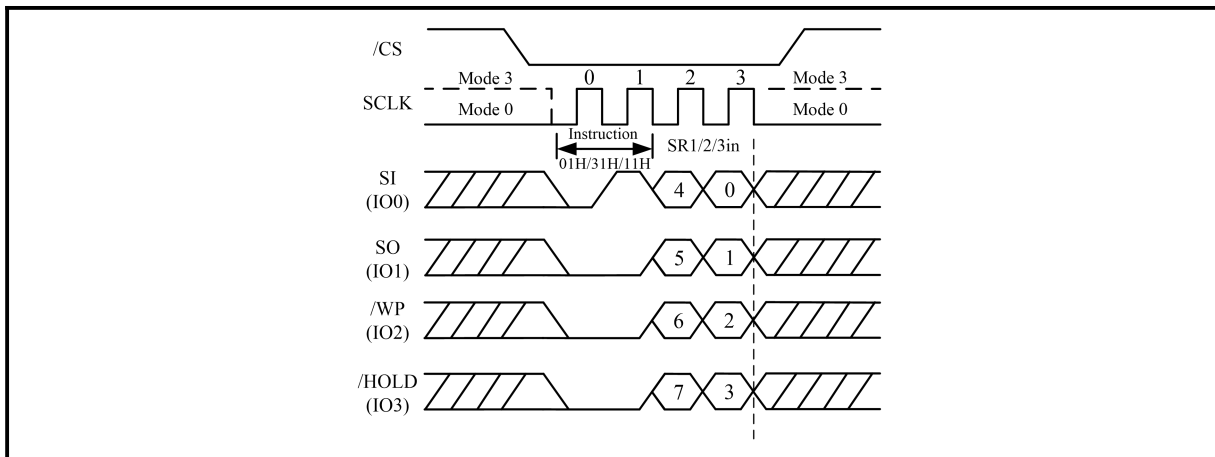 /CS
Mode 3 0 1 2 3 Mode 3
SCLK Mode 0 Mode 0
Instruction SR1/2/3in
01H/31H/11H
SI
(IO0) 4 0
SO
(IO1) 5 1
/WP
(IO2) 6 2
/HOLD
(IO3) 7 3